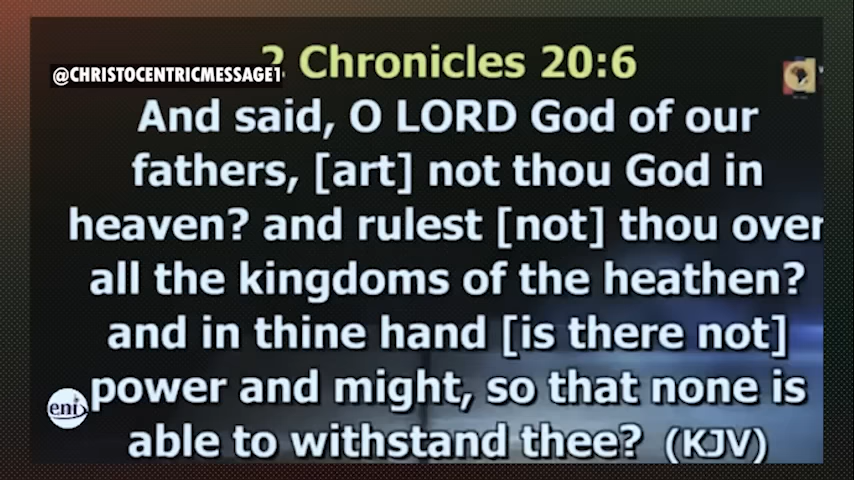 2 Chronicles 20:6
@CHRISTOCENTRICMESSAGE1
And said, O LORD God of our
fathers, [art] not thou God in
heaven? and rulest [not] thou over
all the kingdoms of the heathen?
and in thine hand [is there not]
power and might, so that none is
eni
able to withstand thee? (KJV)